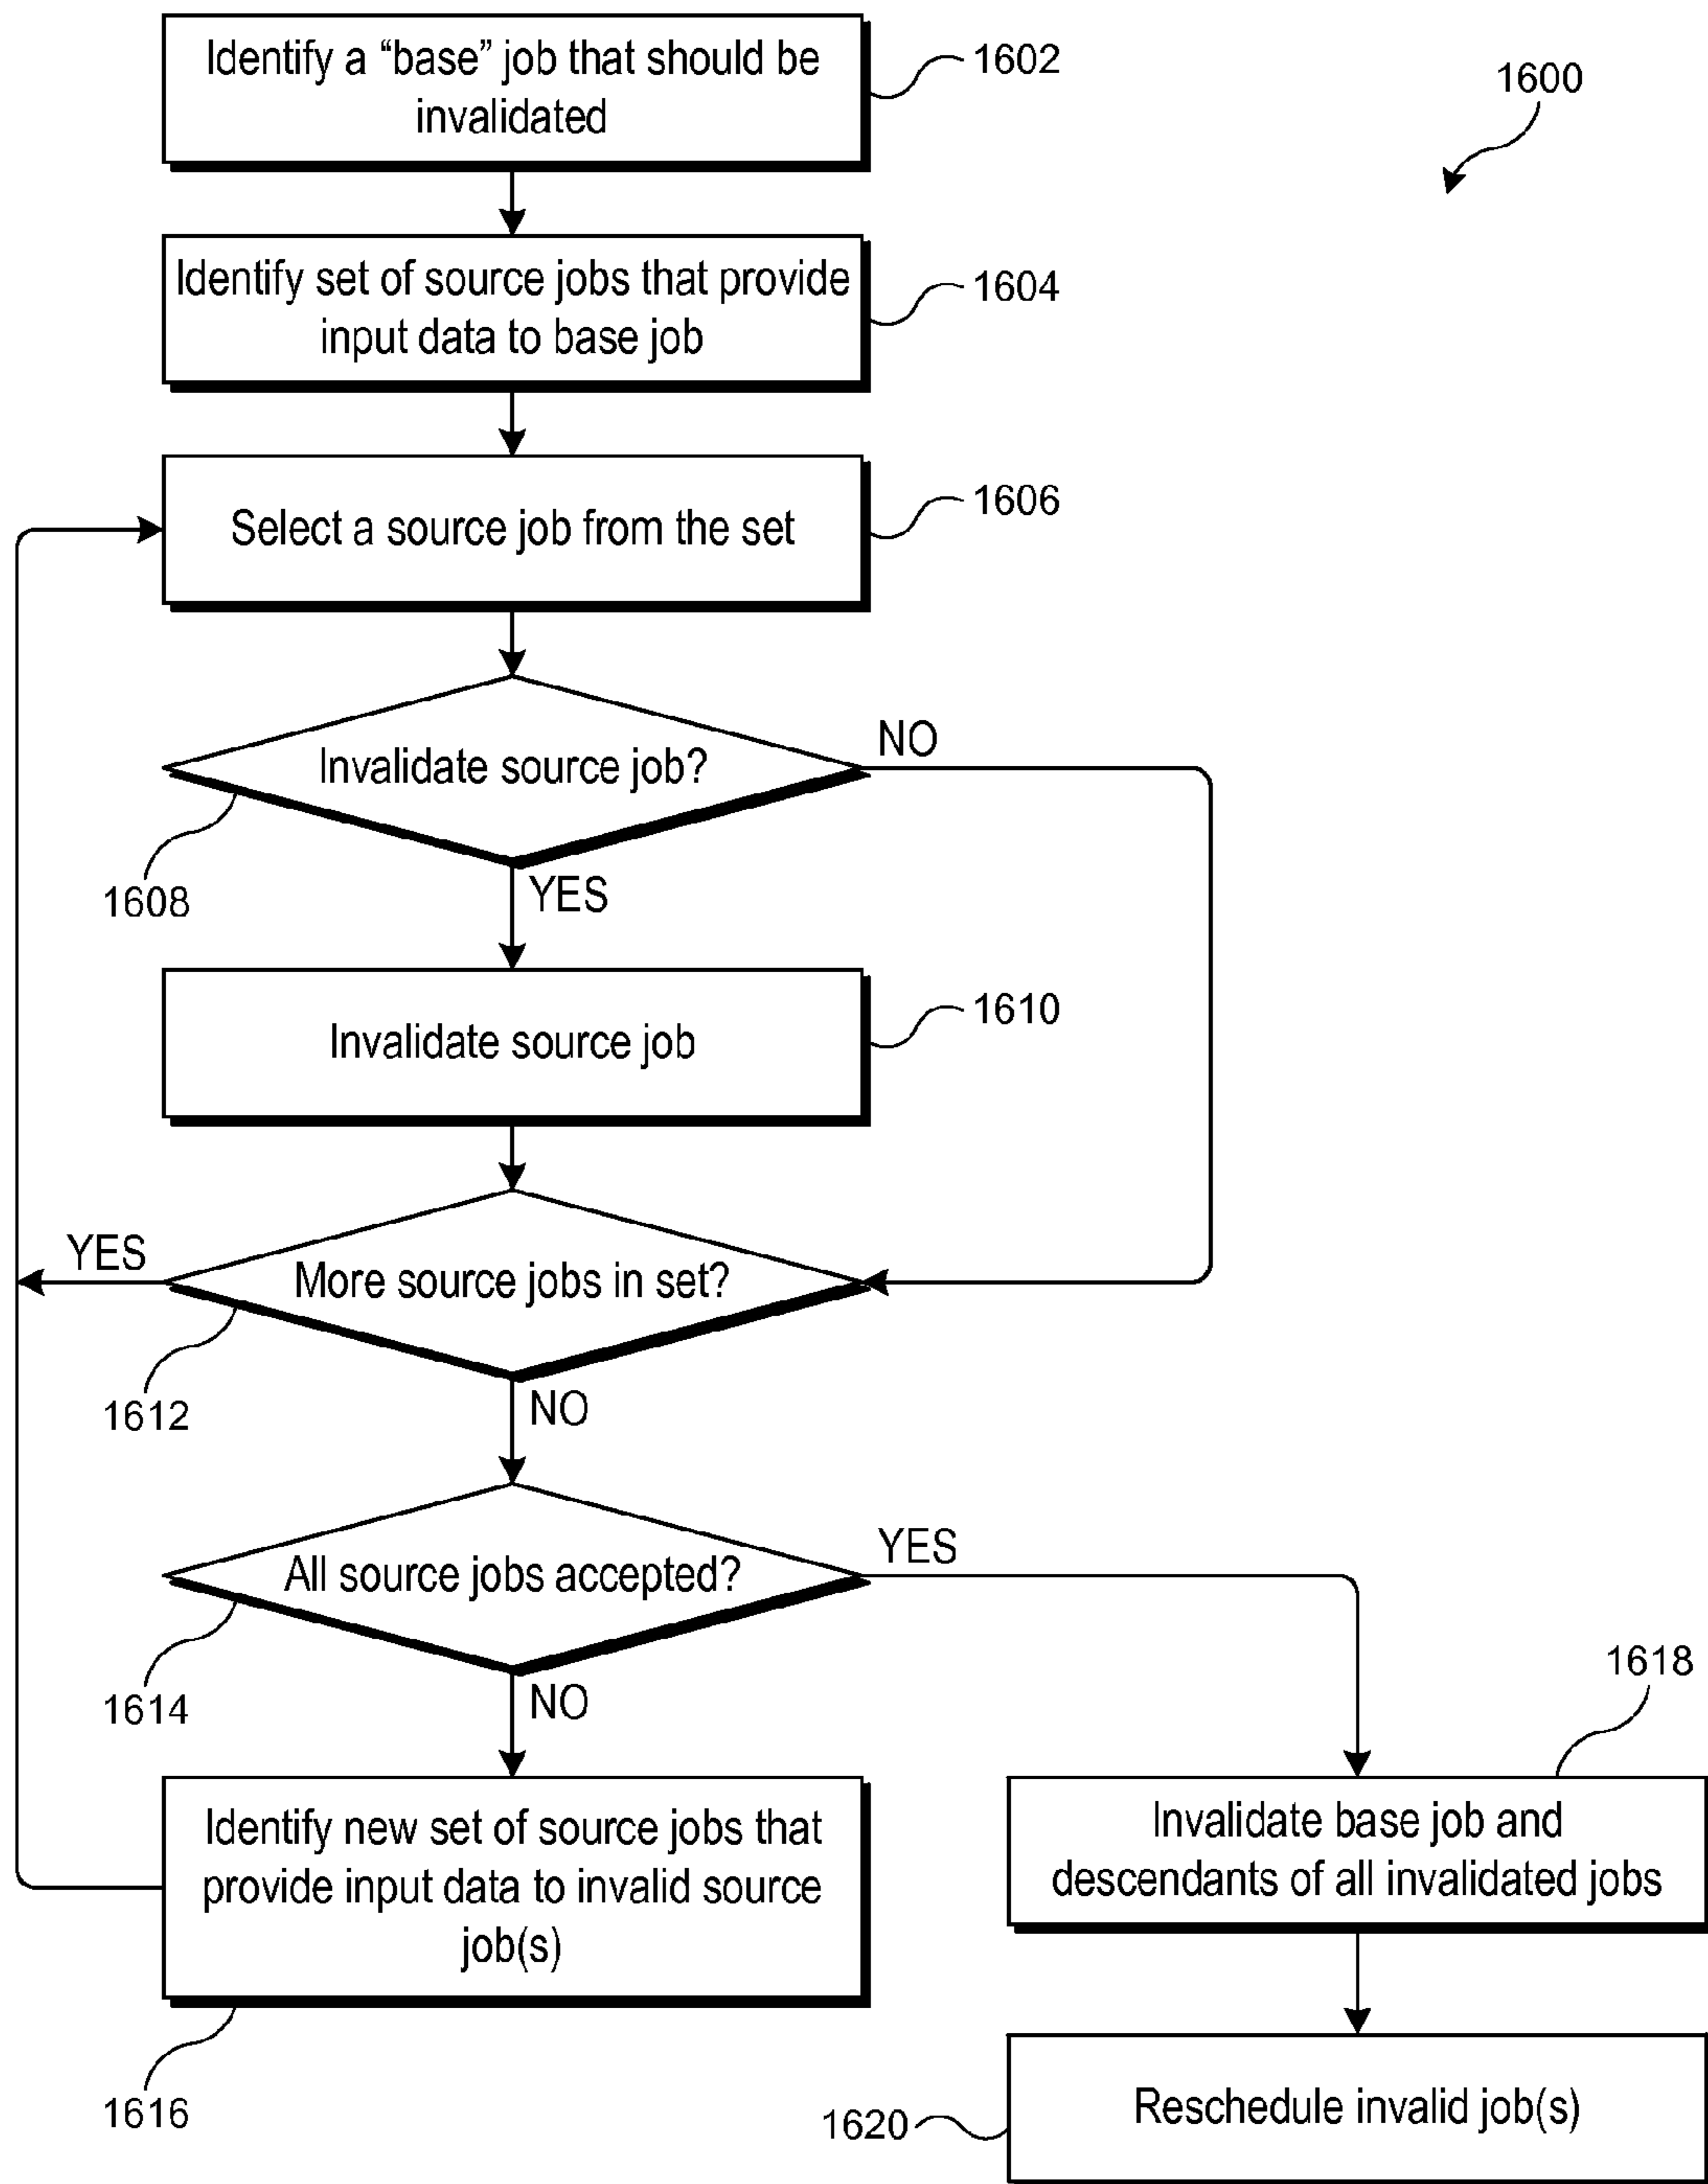 Identify a “base” job that should be
invalidated
1602
1600
Identify set of source jobs that provide
input data to base job
1604
Select a source job from the set
1606
Invalidate source job?
NO
1608
YES
Invalidate source job
1610
YES
More source jobs in set?
1612
NO
All source jobs accepted?
YES
1614
NO
1618
Identify new set of source jobs that
provide input data to invalid source
job(s)
1616
Invalidate base job and
descendants of all invalidated jobs
Reschedule invalid job(s)
1620